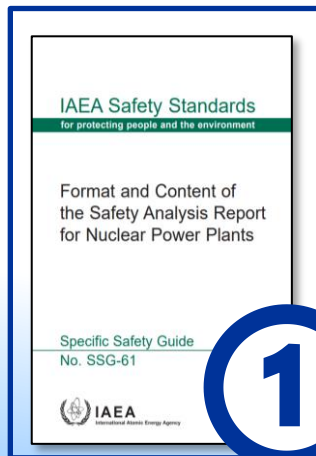 IAEA Safety Standards
for protecting people and the environment
Format and Content of
the Safety Analysis Report
for Nuclear Power Plants
Specific Safety Guide
No. SSG-61
IAEA
International Atomic Energy Agency
1